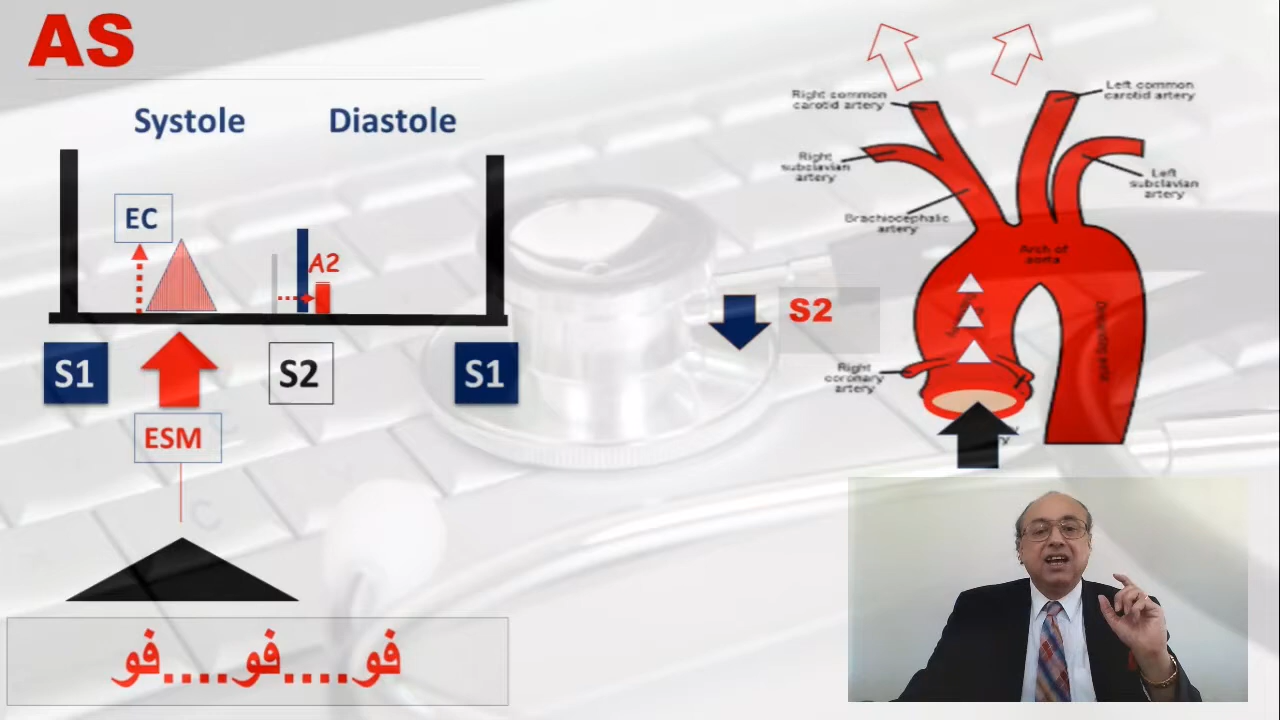 AS
Systole
Diastole
EC
A2
S1
S2
S1
ESM
فو....فو....فو
S2
Right common
carotid artery
Left common
carotid artery
Right
subclavian
artery
Left
subclavian
artery
Brachiocephalic
artery
Arch of
aorta
Right
coronary
artery